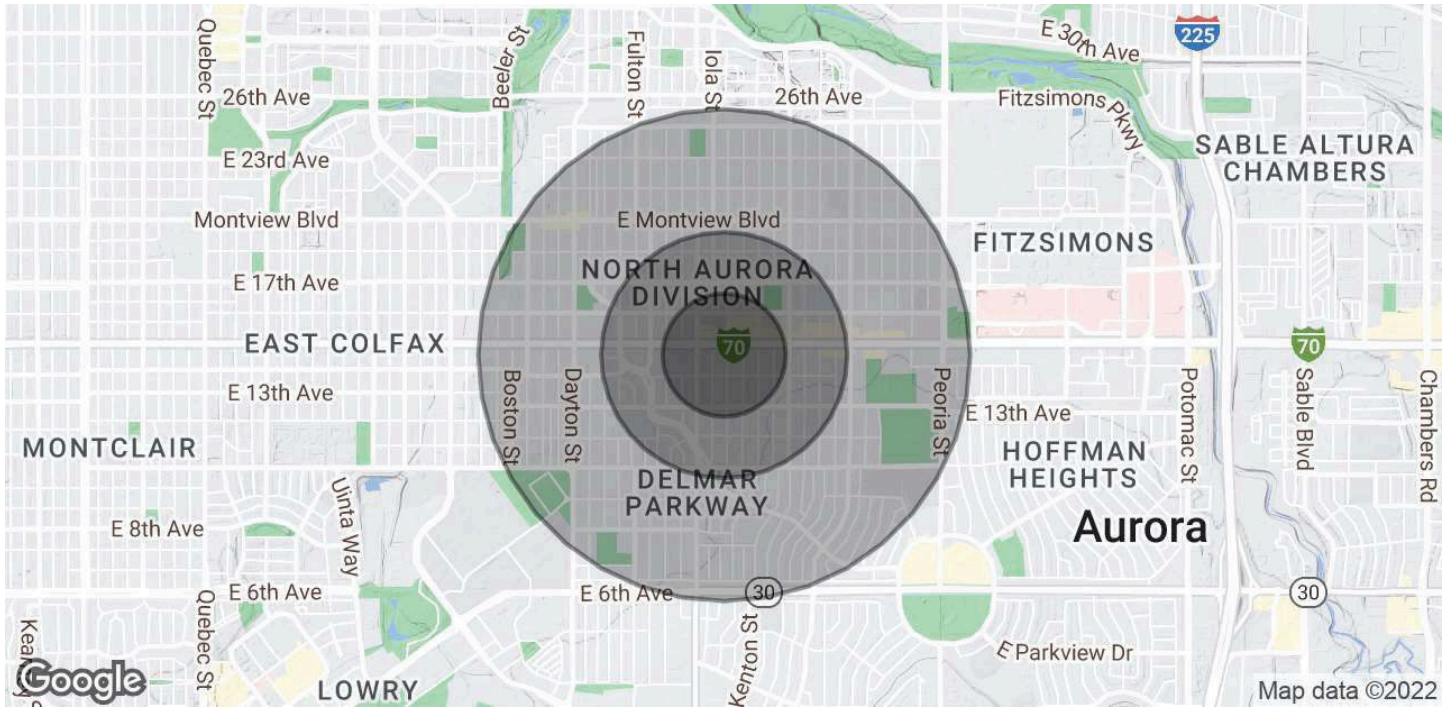 Quebec St
Beeler St
Fulton St
Iola St
E 30th Ave
225
26th Ave
26th Ave
Fitzsimons Pkwy
E 23rd Ave
SABLE ALTURA
CHAMBERS
Montview Blvd
E Montview Blvd
FITZSIMONS
NORTH AURORA
DIVISION
E 17th Ave
EAST COLFAX
70
70
E 13th Ave
Boston St
Dayton St
Peoria St
E 13th Ave
Potomac St
Sable Blvd
Chambers Rd
MONTCLAIR
HOFFMAN
HEIGHTS
DELMAR
PARKWAY
Uinta Way
E 8th Ave
Aurora
E 6th Ave
E 6th Ave
30
30
Quebec St
Kenton St
E Parkview Dr
Google
LOWRY
Map data ©2022